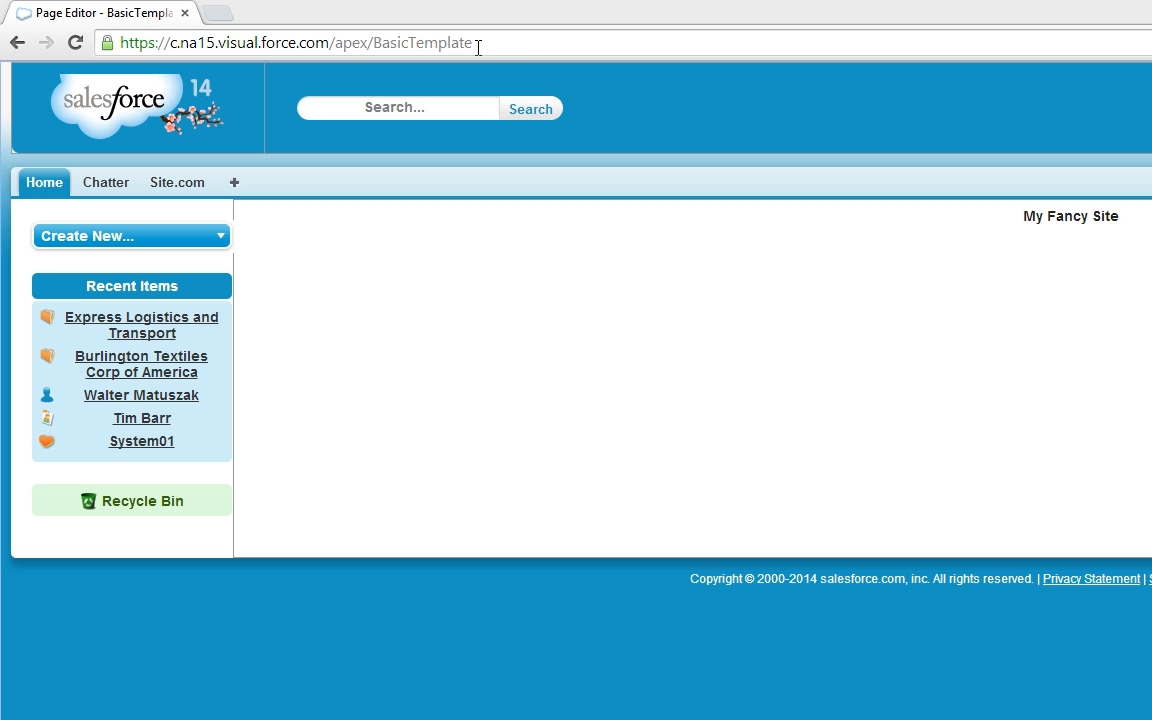 Page Editor - BasicTempla
https://c.na15.visual.force.com/apex/BasicTemplate
salesforce
14
Search...
Search
Home
Chatter
Site.com
My Fancy Site
Create New...
Recent Items
Express Logistics and
Transport
Burlington Textiles
Corp of America
Walter Matuszak
Tim Barr
System01
Recycle Bin
Copyright © 2000-2014 salesforce.com, inc. All rights reserved. | Privacy Statement |